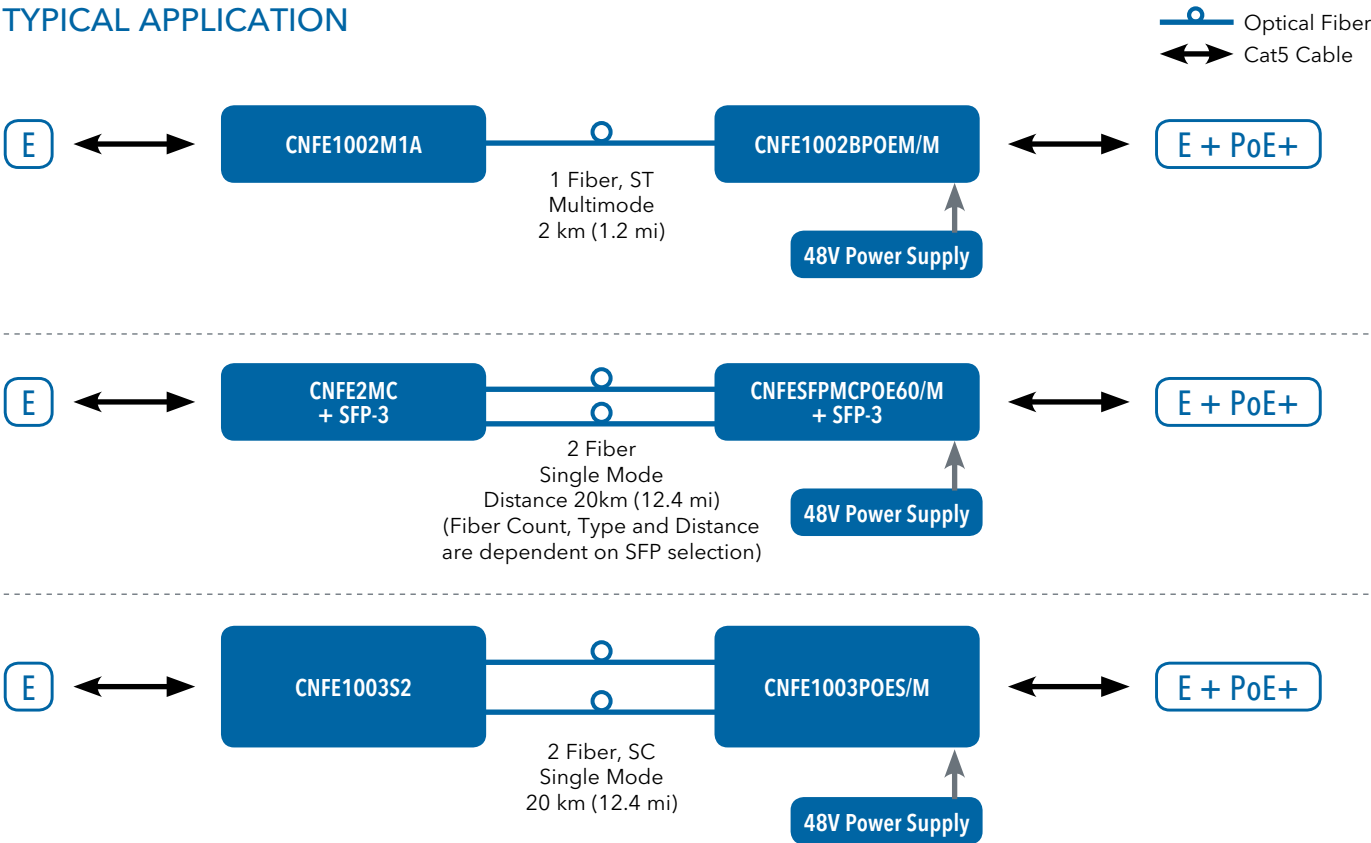 TYPICAL APPLICATION
Optical Fiber
Cat5 Cable
E
CNFE1002M1A
CNFE1002BPOEM/M
E + PoE+
1 Fiber, ST
Multimode
2 km (1.2 mi)
48V Power Supply
E
CNFE2MC
+ SFP-3
CNFESFPMCPOE60/M
+ SFP-3
E + PoE+
2 Fiber
Single Mode
Distance 20km (12.4 mi)
(Fiber Count, Type and Distance
are dependent on SFP selection)
48V Power Supply
E
CNFE1003S2
CNFE1003POES/M
E + PoE+
2 Fiber, SC
Single Mode
20 km (12.4 mi)
48V Power Supply